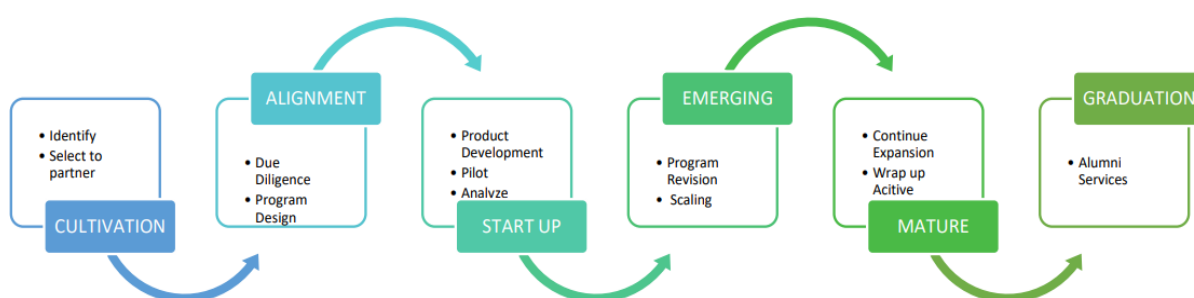 • Identify
• Select to
partner
CULTIVATION
ALIGNMENT
• Due
Diligence
• Program
Design
• Product
Development
• Pilot
• Analyze
START UP
EMERGING
• Program
Revision
• Scaling
• Continue
Expansion
• Wrap up
Acitive
MATURE
GRADUATION
• Alumni
Services